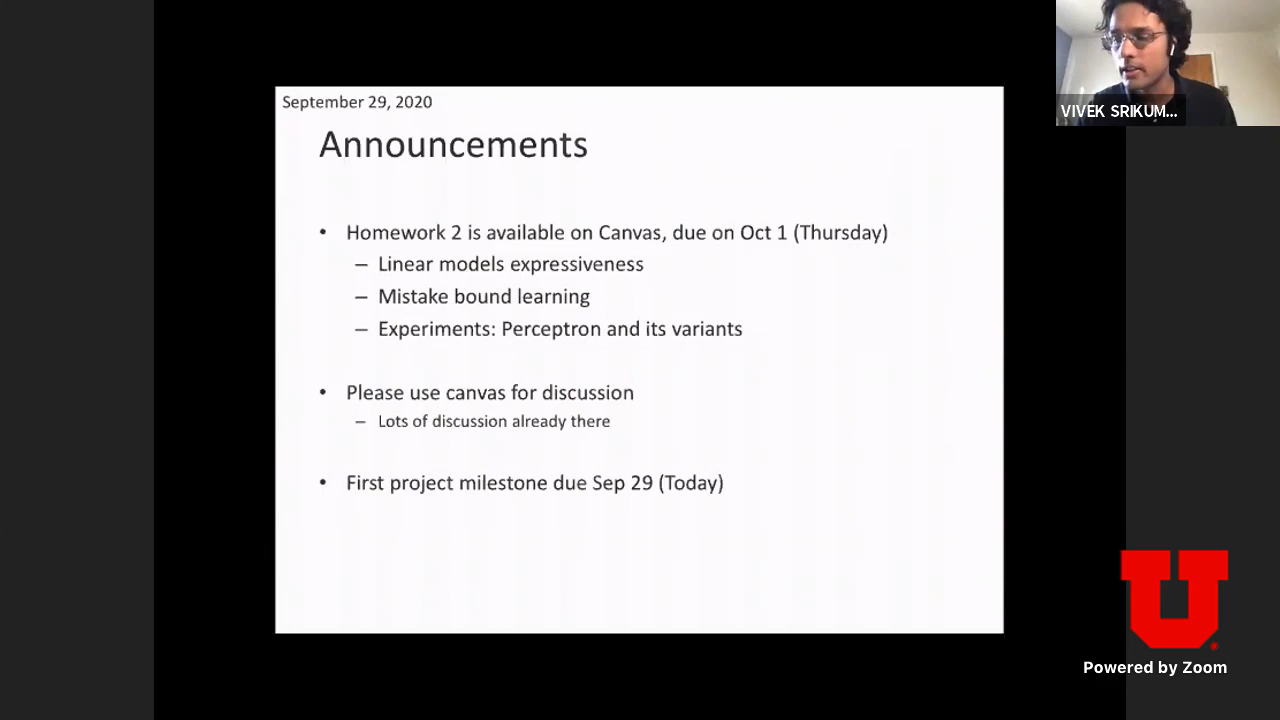 September 29, 2020
Announcements
• Homework 2 is available on Canvas, due on Oct 1 (Thursday)
– Linear models expressiveness
– Mistake bound learning
– Experiments: Perceptron and its variants
• Please use canvas for discussion
– Lots of discussion already there
• First project milestone due Sep 29 (Today)
VIVEK SRIKUM...
U
Powered by Zoom